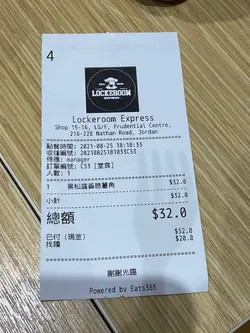 4
LOCKEROOM
EXPRESS
Lockeroom Express
Shop 15-16, LG/F, Prudential Centre,
216-228 Nathan Road, Jordan
點餐時間: 2021-08-25 18:10:33
收據編號: 20210825181033C53
侍應: manager
訂單編號: C53 [堂食]
人數: 1
1 黑松露香脆薯角 $32.0
小計 $32.0
總額 $32.0
已付 (現金) $52.0
找續 $20.0
謝謝光臨
Powered by Eats365